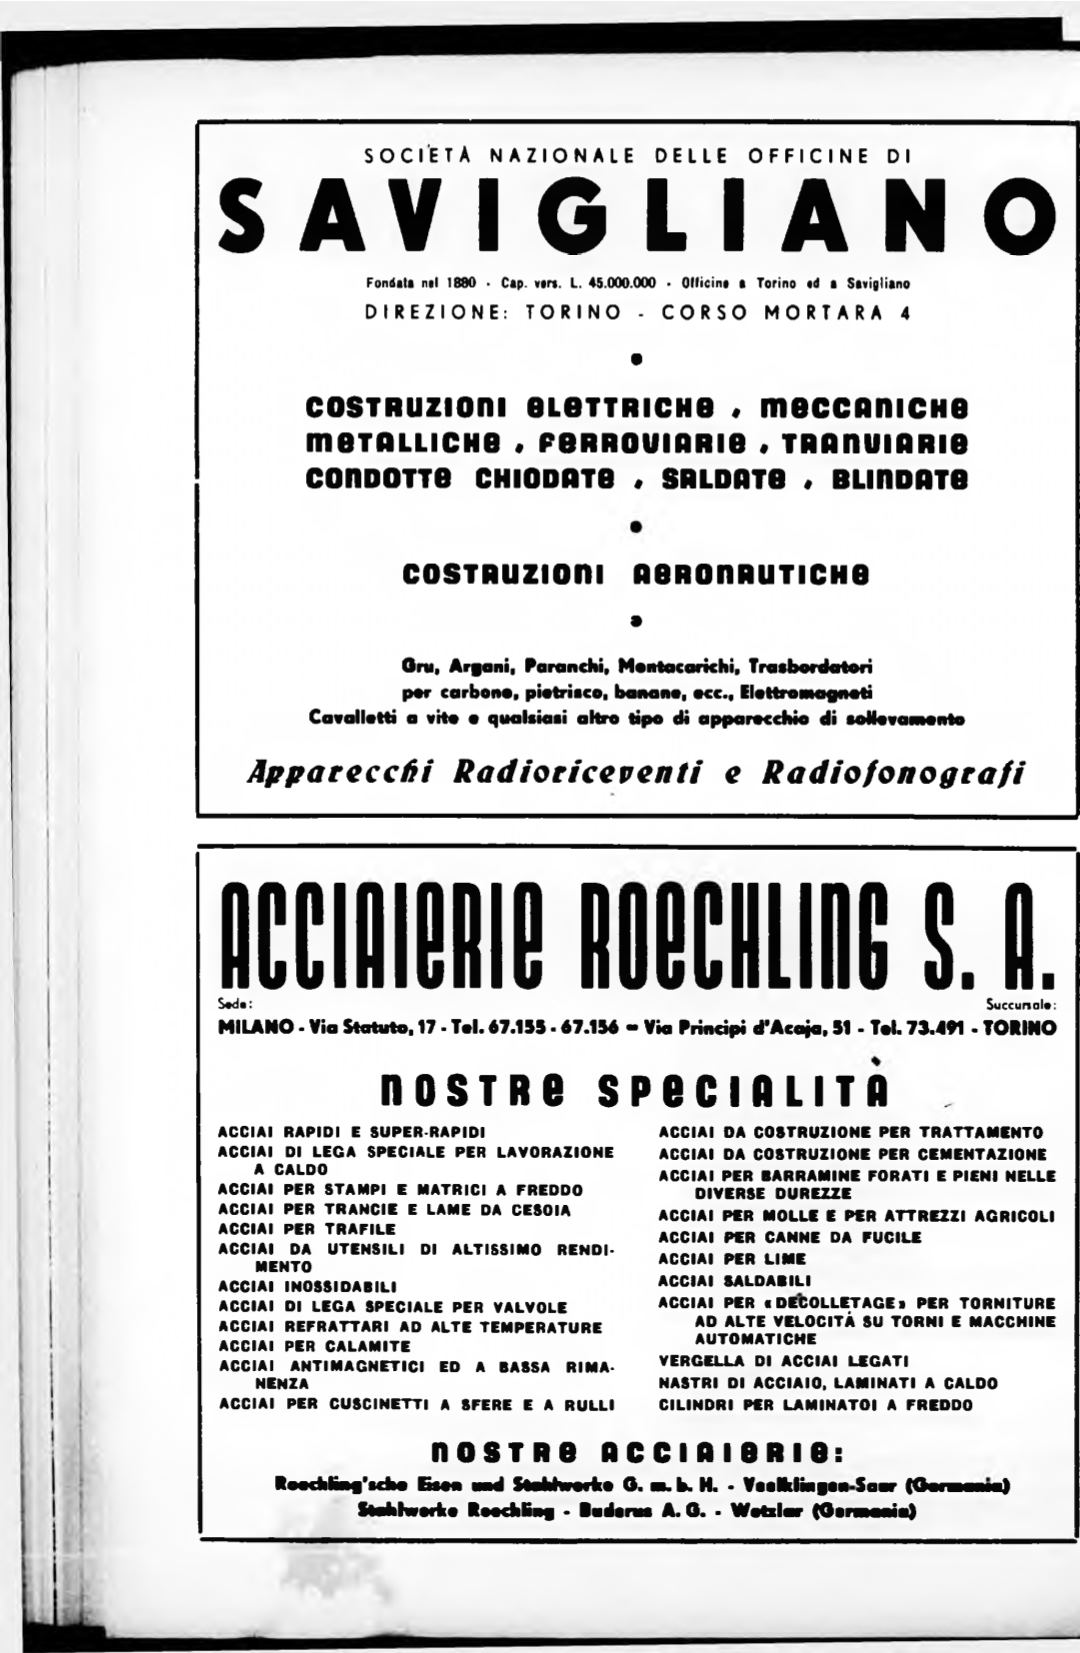 SOCIETÀ NAZIONALE DELLE OFFICINE DI
SAVIGLIANO
Fondata nel 1880 - Cap. vers. L. 45.000.000 - Officine a Torino ed a Savigliano
DIREZIONE: TORINO - CORSO MORTARA 4
COSTRUZIONI ELETTRICHE, MECCANICHE
METALLICHE, FERROVIARIE, TRANVIARIE
CONDOTTE CHIODATE, SALDATE, BLINDATE
COSTRUZIONI AERONAUTICHE
Gru, Argani, Paranchi, Montacarichi, Trasbordatori
per carbone, pietrisco, banane, ecc., Elettromagneti
Cavalletti a vite e qualsiasi altro tipo di apparecchio di sollevamento
Apparecchi Radioriceventi e Radiofonografi
ACCIAIERIE ROECHLING S. A.
Sede: Succursale:
MILANO - Via Statuto, 17 - Tel. 67.155 - 67.156 - Via Principi d'Acaja, 51 - Tel. 73.491 - TORINO
NOSTRE SPECIALITÀ
ACCIAI RAPIDI E SUPER-RAPIDI
ACCIAI DI LEGA SPECIALE PER LAVORAZIONE
A CALDO
ACCIAI PER STAMPI E MATRICI A FREDDO
ACCIAI PER TRANCIE E LAME DA CESOIA
ACCIAI PER TRAFILE
ACCIAI DA UTENSILI DI ALTISSIMO RENDI-
MENTO
ACCIAI INOSSIDABILI
ACCIAI DI LEGA SPECIALE PER VALVOLE
ACCIAI REFRATTARI AD ALTE TEMPERATURE
ACCIAI PER CALAMITE
ACCIAI ANTIMAGNETICI ED A BASSA RIMA-
NENZA
ACCIAI PER CUSCINETTI A SFERE E A RULLI
ACCIAI DA COSTRUZIONE PER TRATTAMENTO
ACCIAI DA COSTRUZIONE PER CEMENTAZIONE
ACCIAI PER BARRAMINE FORATI E PIENI NELLE
DIVERSE DUREZZE
ACCIAI PER MOLLE E PER ATTREZZI AGRICOLI
ACCIAI PER CANNE DA FUCILE
ACCIAI PER LIME
ACCIAI SALDABILI
ACCIAI PER «DECOLLETAGE» PER TORNITURE
AD ALTE VELOCITÀ SU TORNI E MACCHINE
AUTOMATICHE
VERGELLA DI ACCIAI LEGATI
NASTRI DI ACCIAIO, LAMINATI A CALDO
CILINDRI PER LAMINATOI A FREDDO
NOSTRE ACCIAIERIE:
Roechling'sche Eisen und Stahlwerke G. m. b. H. - Voelklingen-Saar (Germania)
Stahlwerke Roechling - Buderus A. G. - Wetzlar (Germania)